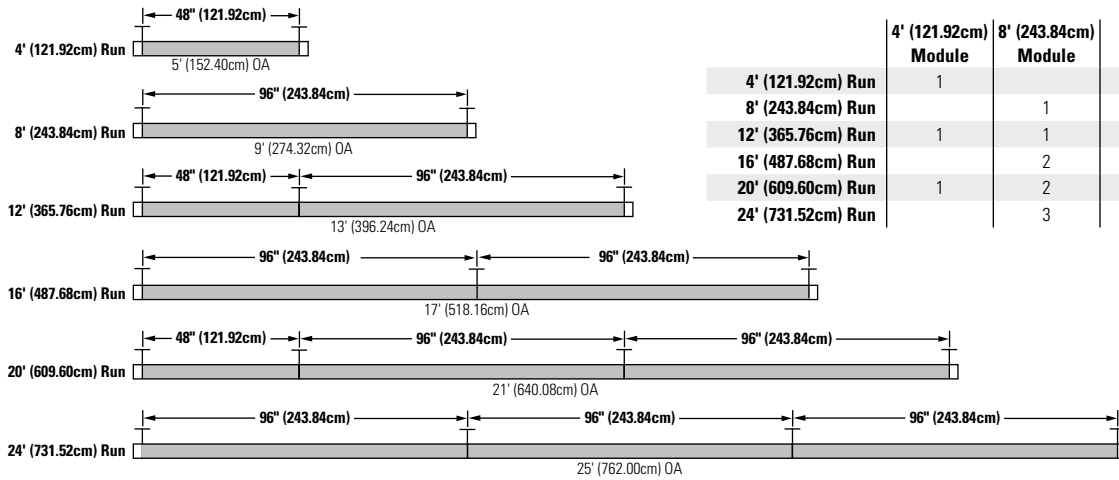 48" (121.92cm)
4' (121.92cm) Run
5' (152.40cm) OA
96" (243.84cm)
8' (243.84cm) Run
9' (274.32cm) OA
48" (121.92cm) 96" (243.84cm)
12' (365.76cm) Run
13' (396.24cm) OA
96" (243.84cm) 96" (243.84cm)
16' (487.68cm) Run
17' (518.16cm) OA
48" (121.92cm) 96" (243.84cm) 96" (243.84cm)
20' (609.60cm) Run
21' (640.08cm) OA
96" (243.84cm) 96" (243.84cm) 96" (243.84cm)
24' (731.52cm) Run
25' (762.00cm) OA
4' (121.92cm) 8' (243.84cm)
Module Module
4' (121.92cm) Run 1
8' (243.84cm) Run 1
12' (365.76cm) Run 1 1
16' (487.68cm) Run 2
20' (609.60cm) Run 1 2
24' (731.52cm) Run 3